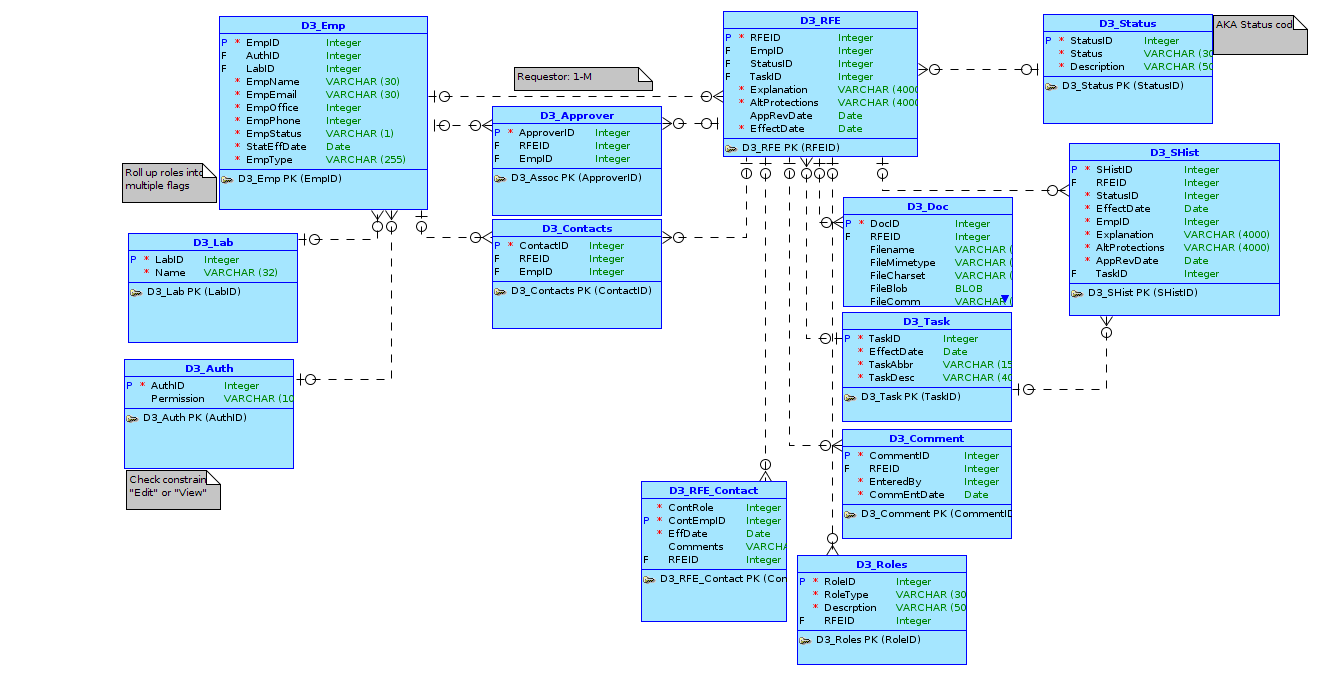 D3_Emp
P * EmpID Integer
F AuthID Integer
F LabID Integer
* EmpName VARCHAR (30)
* EmpEmail VARCHAR (30)
* EmpOffice Integer
* EmpPhone Integer
* EmpStatus VARCHAR (1)
* StatEffDate Date
* EmpType VARCHAR (255)
D3_Emp PK (EmpID)
Requestor: 1-M
D3_RFE
P * RFEID Integer
F EmpID Integer
F StatusID Integer
F TaskID Integer
* Explanation VARCHAR (4000
* AltProtections VARCHAR (4000
AppRevDate Date
* EffectDate Date
D3_RFE PK (RFEID)
D3_Status
P * StatusID Integer
* Status VARCHAR (30
* Description VARCHAR (50
D3_Status PK (StatusID)
AKA Status cod
D3_Approver
P * ApproverID Integer
F RFEID Integer
F EmpID Integer
D3_Assoc PK (ApproverID)
Roll up roles into
multiple flags
D3_SHist
P * SHistID Integer
F RFEID Integer
* StatusID Integer
* EffectDate Date
* EmpID Integer
* Explanation VARCHAR (4000)
* AltProtections VARCHAR (4000)
* AppRevDate Date
F TaskID Integer
D3_SHist PK (SHistID)
D3_Lab
P * LabID Integer
* Name VARCHAR (32)
D3_Lab PK (LabID)
D3_Contacts
P * ContactID Integer
F RFEID Integer
F EmpID Integer
D3_Contacts PK (ContactID)
D3_Doc
P * DocID Integer
F RFEID Integer
Filename VARCHAR (
FileMimetype VARCHAR (
FileCharset VARCHAR (
FileBlob BLOB
FileComm VARCHAR (
D3_Task
P * TaskID Integer
* EffectDate Date
* TaskAbbr VARCHAR (15
* TaskDesc VARCHAR (40
D3_Task PK (TaskID)
D3_Auth
P * AuthID Integer
Permission VARCHAR (10
D3_Auth PK (AuthID)
Check constrain
"Edit" or "View"
D3_Comment
P * CommentID Integer
F RFEID Integer
* EnteredBy Integer
* CommEntDate Date
D3_Comment PK (CommentID
D3_RFE_Contact
* ContRole Integer
P * ContEmpID Integer
* EffDate Date
Comments VARCHA
F RFEID Integer
D3_RFE_Contact PK (Con
D3_Roles
P * RoleID Integer
* RoleType VARCHAR (30
* Descrption VARCHAR (50
F RFEID Integer
D3_Roles PK (RoleID)